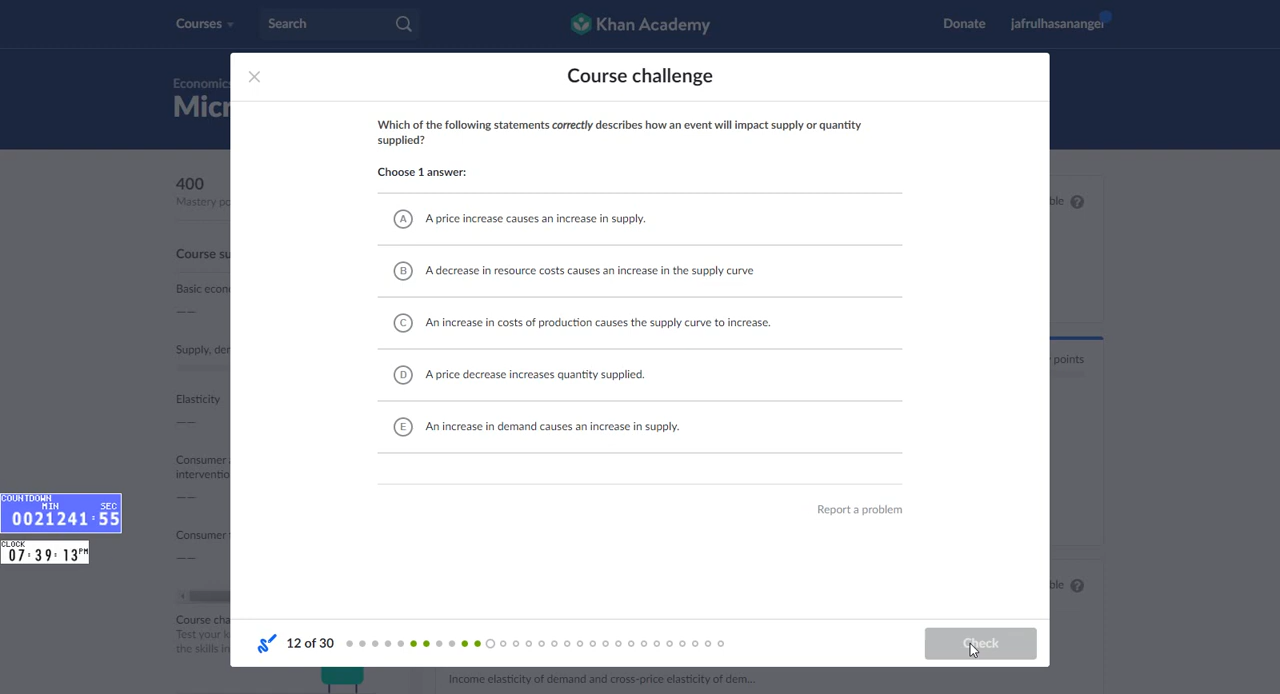 Courses
Search
Khan Academy
Donate
jafrulhasananger
Economics
Micr
Course challenge
Which of the following statements correctly describes how an event will impact supply or quantity
supplied?
Choose 1 answer:
A A price increase causes an increase in supply.
B A decrease in resource costs causes an increase in the supply curve
C An increase in costs of production causes the supply curve to increase.
D A price decrease increases quantity supplied.
E An increase in demand causes an increase in supply.
Report a problem
12 of 30
Check
400
Mastery po
Course su
Basic econ
Supply, der
Elasticity
Consumer
interventio
Consumer
Course cha
Test your k
the skills in
ble ?
points
ble ?
Income elasticity of demand and cross-price elasticity of dem...
COUNTDOWN
MIN SEC
0021241:55
CLOCK
07:39:13PM